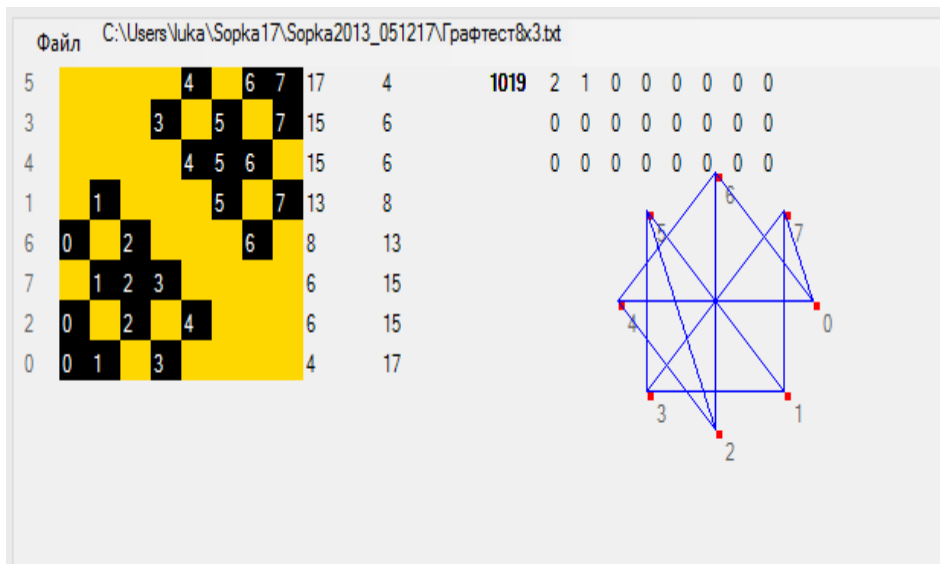 Файл C:\Users\luka\Sopka17\Sopka2013_051217\Графтест8x3.txt
5 4 6 7 17 4 1019 2 1 0 0 0 0 0 0
3 3 5 7 15 6 0 0 0 0 0 0 0 0
4 4 5 6 15 6 0 0 0 0 0 0 0 0
1 1 5 7 13 8
6 0 2 6 8 13
7 1 2 3 6 15
2 0 2 4 6 15
0 0 1 3 4 17
6
5 7
4 0
3 1
2